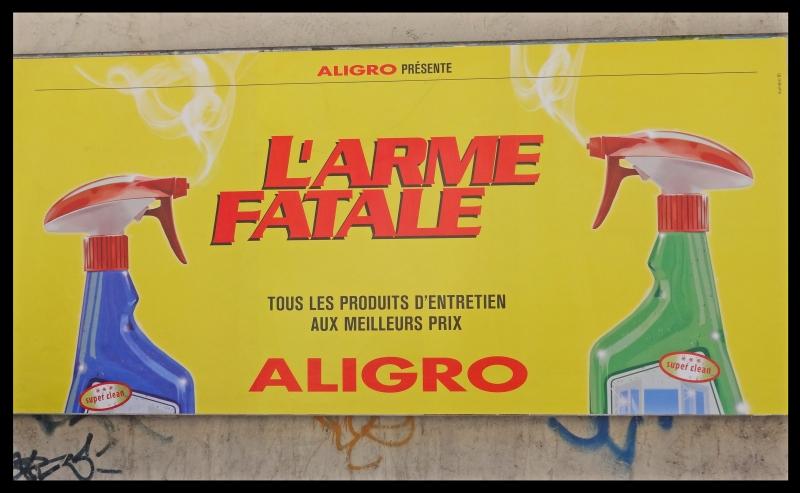 ALIGRO PRÉSENTE
L'ARME
FATALE
TOUS LES PRODUITS D'ENTRETIEN
AUX MEILLEURS PRIX
ALIGRO
super clean
super clean